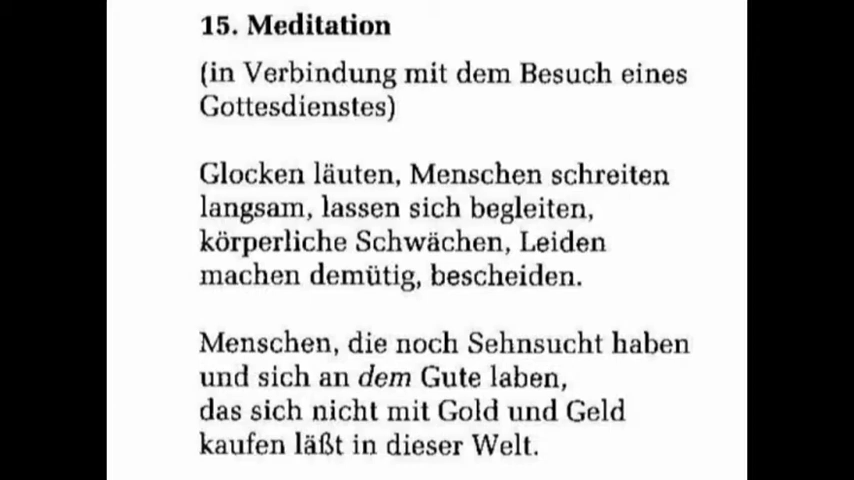 15. Meditation
(in Verbindung mit dem Besuch eines
Gottesdienstes)
Glocken läuten, Menschen schreiten
langsam, lassen sich begleiten,
körperliche Schwächen, Leiden
machen demütig, bescheiden.
Menschen, die noch Sehnsucht haben
und sich an dem Gute laben,
das sich nicht mit Gold und Geld
kaufen läßt in dieser Welt.